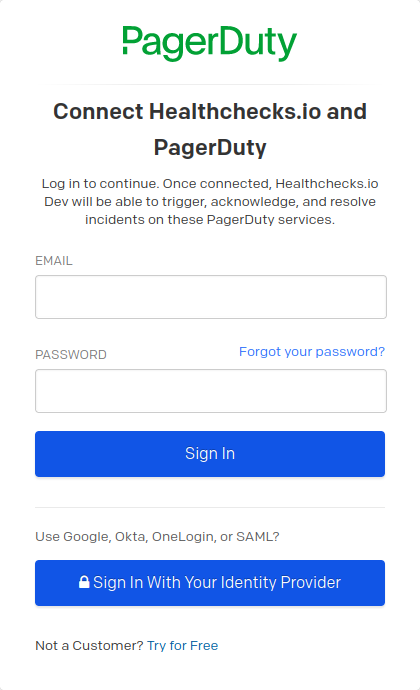 PagerDuty
Connect Healthchecks.io and
PagerDuty
Log in to continue. Once connected, Healthchecks.io
Dev will be able to trigger, acknowledge, and resolve
incidents on these PagerDuty services.
EMAIL
PASSWORD
Forgot your password?
Sign In
Use Google, Okta, OneLogin, or SAML?
Sign In With Your Identity Provider
Not a Customer? Try for Free